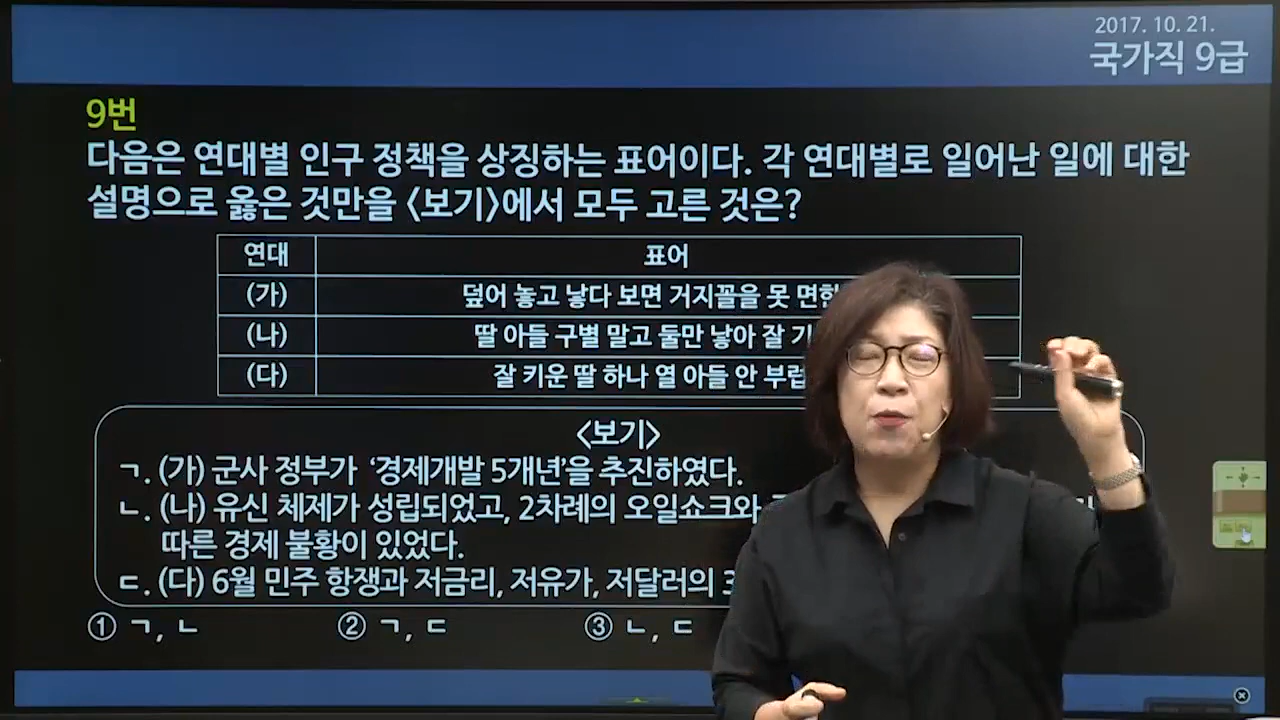 2017. 10. 21.
국가직 9급
9번
다음은 연대별 인구 정책을 상징하는 표어이다. 각 연대별로 일어난 일에 대한
설명으로 옳은 것만을 〈보기〉에서 모두 고른 것은?
연대 표어
(가) 덮어 놓고 낳다 보면 거지꼴을 못
(나) 딸 아들 구별 말고 둘만 낳아 잘
(다) 잘 키운 딸 하나 열 아들 안
〈보기〉
ㄱ. (가) 군사 정부가 ‘경제개발 5개년’을 추진하였다.
ㄴ. (나) 유신 체제가 성립되었고, 2차례의 오일쇼크와
따른 경제 불황이 있었다.
ㄷ. (다) 6월 민주 항쟁과 저금리, 저유가, 저달러의
① ㄱ, ㄴ ② ㄱ, ㄷ ③ ㄴ, ㄷ